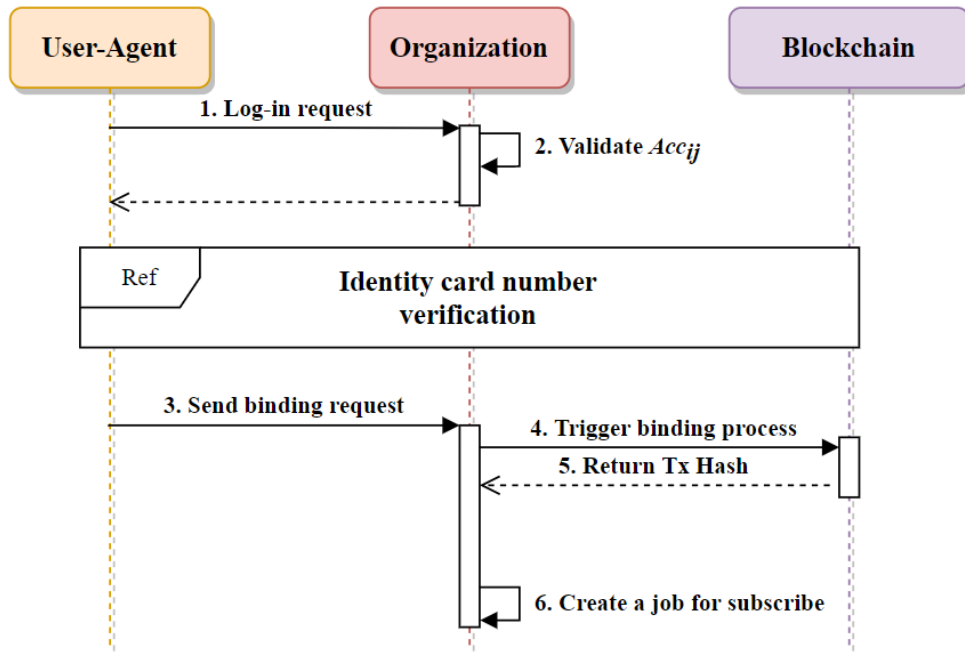 User-Agent
Organization
Blockchain
1. Log-in request
2. Validate Accij
Ref
Identity card number
verification
3. Send binding request
4. Trigger binding process
5. Return Tx Hash
6. Create a job for subscribe